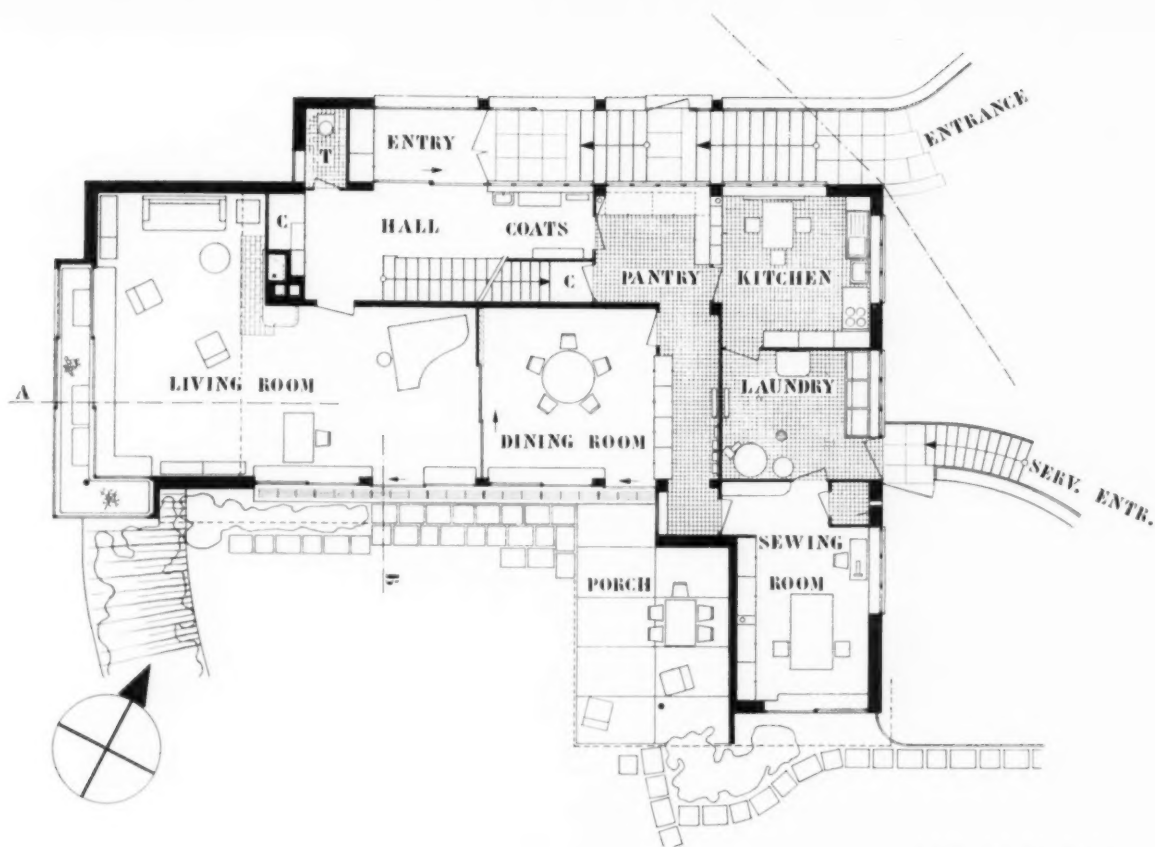 ENTRANCE
ENTRY
T
C
HALL
COATS
C
PANTRY
KITCHEN
LIVING ROOM
A
DINING ROOM
LAUNDRY
SERV. ENTR.
B
PORCH
SEWING
ROOM